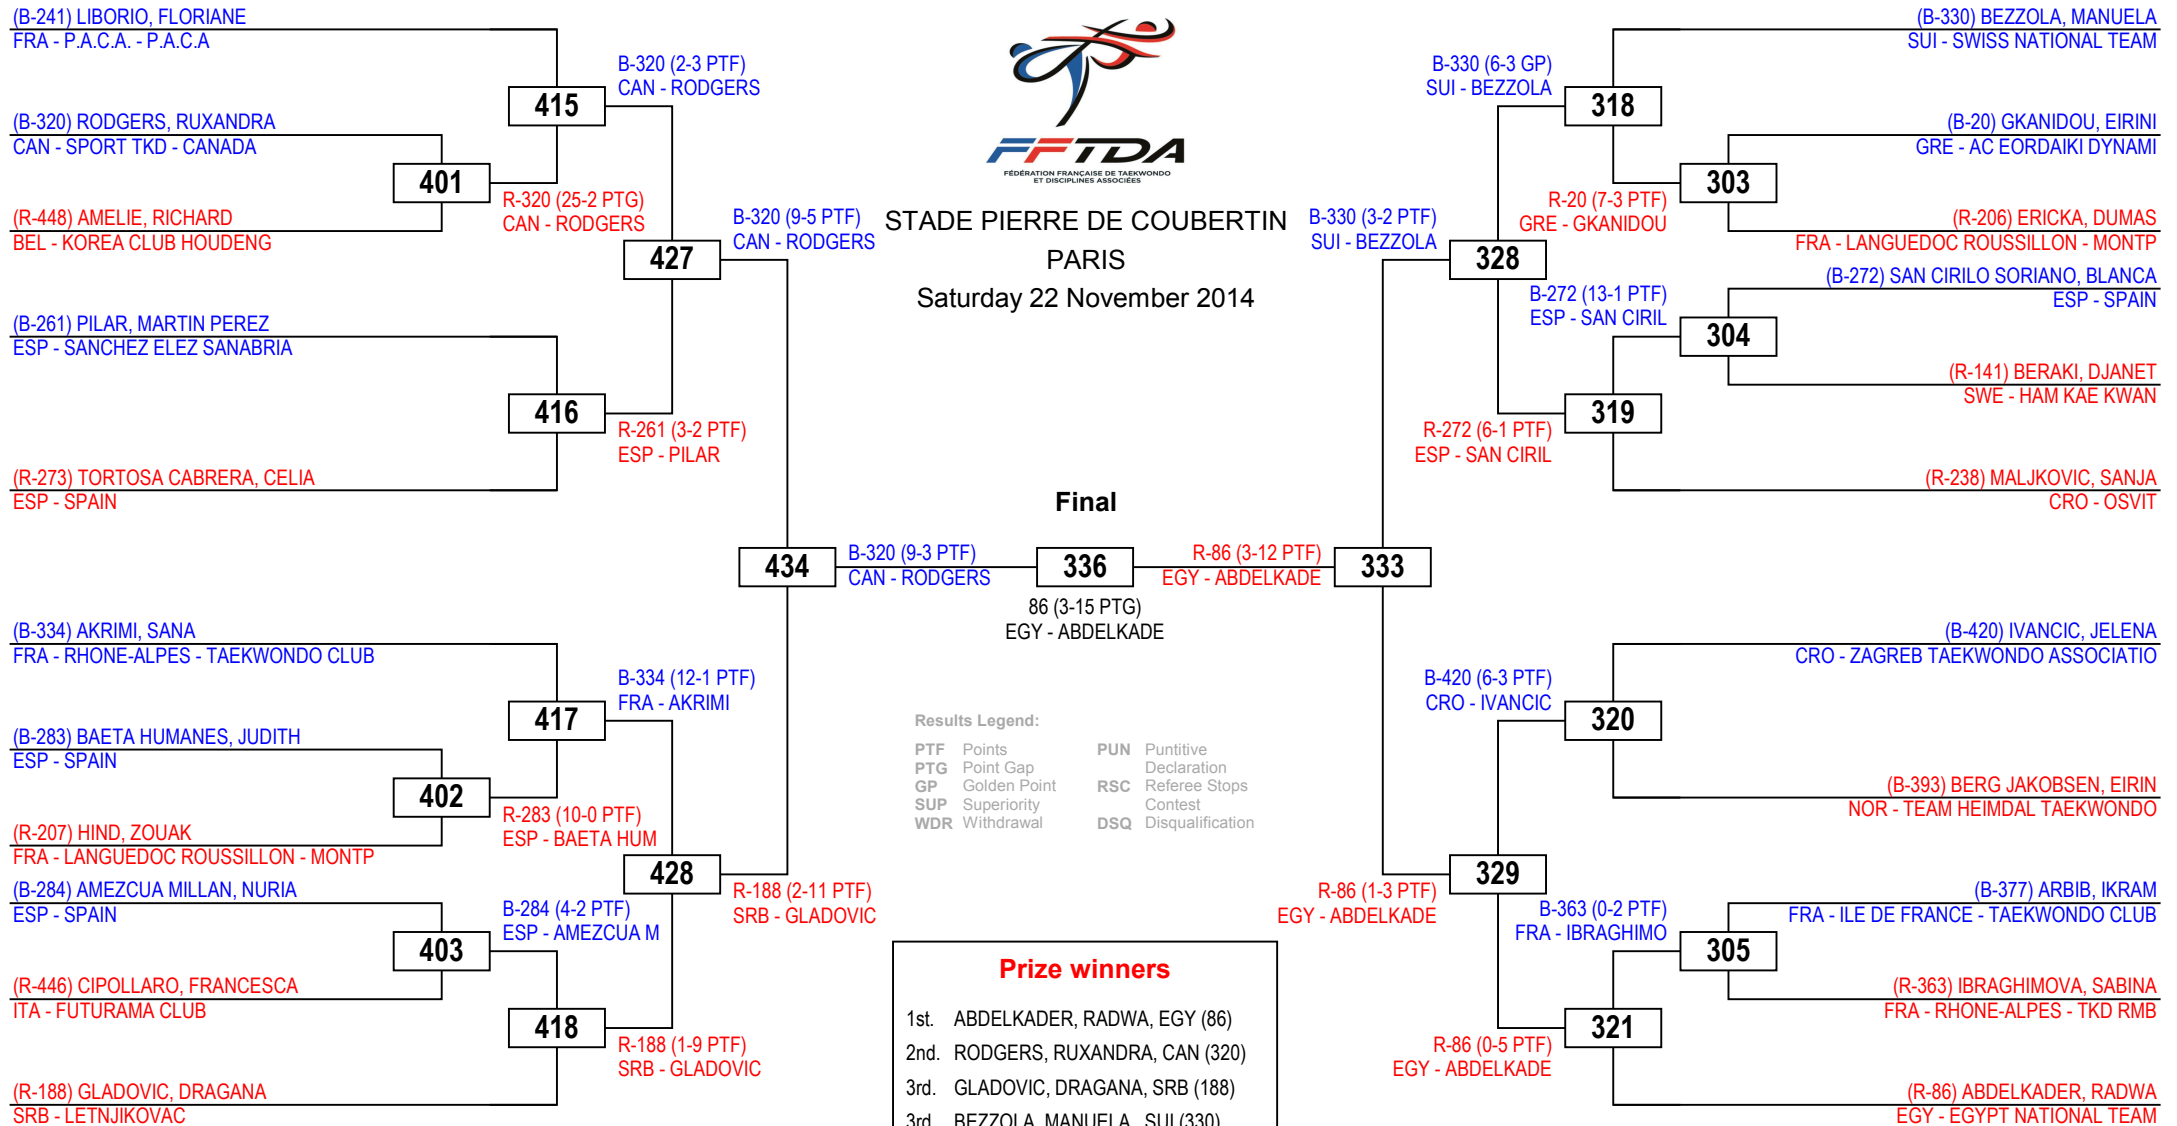 (B-241) LIBORIO, FLORIANE
FRA - P.A.C.A. - P.A.C.A
(B-320) RODGERS, RUXANDRA
CAN - SPORT TKD - CANADA
(R-448) AMELIE, RICHARD
BEL - KOREA CLUB HOUDENG
(B-261) PILAR, MARTIN PEREZ
ESP - SANCHEZ ELEZ SANABRIA
(R-273) TORTOSA CABRERA, CELIA
ESP - SPAIN
(B-334) AKRIMI, SANA
FRA - RHONE-ALPES - TAEKWONDO CLUB
(B-283) BAETA HUMANES, JUDITH
ESP - SPAIN
(R-207) HIND, ZOUAK
FRA - LANGUEDOC ROUSSILLON - MONTP
(B-284) AMEZCUA MILLAN, NURIA
ESP - SPAIN
(R-446) CIPOLLARO, FRANCESCA
ITA - FUTURAMA CLUB
(R-188) GLADOVIC, DRAGANA
SRB - LETNJIKOVAC
401
R-320 (25-2 PTG)
CAN - RODGERS
402
R-283 (10-0 PTF)
ESP - BAETA HUM
403
B-284 (4-2 PTF)
ESP - AMEZCUA M
415
B-320 (2-3 PTF)
CAN - RODGERS
416
R-261 (3-2 PTF)
ESP - PILAR
417
B-334 (12-1 PTF)
FRA - AKRIMI
418
R-188 (1-9 PTF)
SRB - GLADOVIC
427
B-320 (9-5 PTF)
CAN - RODGERS
428
R-188 (2-11 PTF)
SRB - GLADOVIC
434
B-320 (9-3 PTF)
CAN - RODGERS
FFTDA
FÉDÉRATION FRANÇAISE DE TAEKWONDO
ET DISCIPLINES ASSOCIÉES
STADE PIERRE DE COUBERTIN
PARIS
Saturday 22 November 2014
Final
336
86 (3-15 PTG)
EGY - ABDELKADE
R-86 (3-12 PTF)
EGY - ABDELKADE
333
Results Legend:
PTF Points
PTG Point Gap
GP Golden Point
SUP Superiority
WDR Withdrawal
PUN Puntitive
Declaration
RSC Referee Stops
Contest
DSQ Disqualification
Prize winners
1st. ABDELKADER, RADWA, EGY (86)
2nd. RODGERS, RUXANDRA, CAN (320)
3rd. GLADOVIC, DRAGANA, SRB (188)
3rd. BEZZOLA, MANUELA, SUI (330)
B-330 (3-2 PTF)
SUI - BEZZOLA
328
R-86 (1-3 PTF)
EGY - ABDELKADE
329
B-330 (6-3 GP)
SUI - BEZZOLA
318
R-272 (6-1 PTF)
ESP - SAN CIRIL
319
B-420 (6-3 PTF)
CRO - IVANCIC
320
R-86 (0-5 PTF)
EGY - ABDELKADE
321
R-20 (7-3 PTF)
GRE - GKANIDOU
303
B-272 (13-1 PTF)
ESP - SAN CIRIL
304
B-363 (0-2 PTF)
FRA - IBRAGHIMO
305
(B-330) BEZZOLA, MANUELA
SUI - SWISS NATIONAL TEAM
(B-20) GKANIDOU, EIRINI
GRE - AC EORDAIKI DYNAMI
(R-206) ERICKA, DUMAS
FRA - LANGUEDOC ROUSSILLON - MONTP
(B-272) SAN CIRILO SORIANO, BLANCA
ESP - SPAIN
(R-141) BERAKI, DJANET
SWE - HAM KAE KWAN
(R-238) MALJKOVIC, SANJA
CRO - OSVIT
(B-420) IVANCIC, JELENA
CRO - ZAGREB TAEKWONDO ASSOCIATIO
(B-393) BERG JAKOBSEN, EIRIN
NOR - TEAM HEIMDAL TAEKWONDO
(B-377) ARBIB, IKRAM
FRA - ILE DE FRANCE - TAEKWONDO CLUB
(R-363) IBRAGHIMOVA, SABINA
FRA - RHONE-ALPES - TKD RMB
(R-86) ABDELKADER, RADWA
EGY - EGYPT NATIONAL TEAM